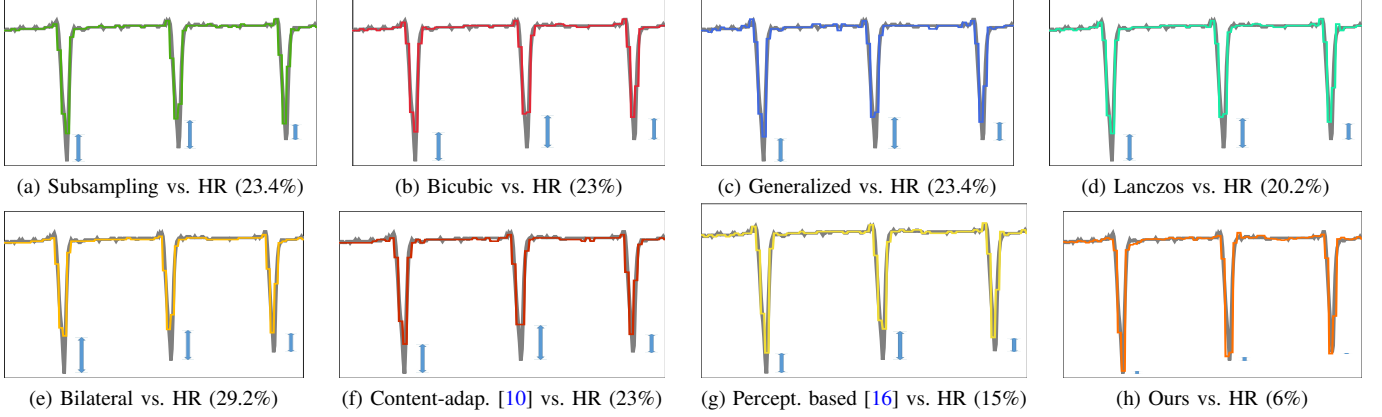 (a) Subsampling vs. HR (23.4%)
(b) Bicubic vs. HR (23%)
(c) Generalized vs. HR (23.4%)
(d) Lanczos vs. HR (20.2%)
(e) Bilateral vs. HR (29.2%)
(f) Content-adap. [10] vs. HR (23%)
(g) Percept. based [16] vs. HR (15%)
(h) Ours vs. HR (6%)